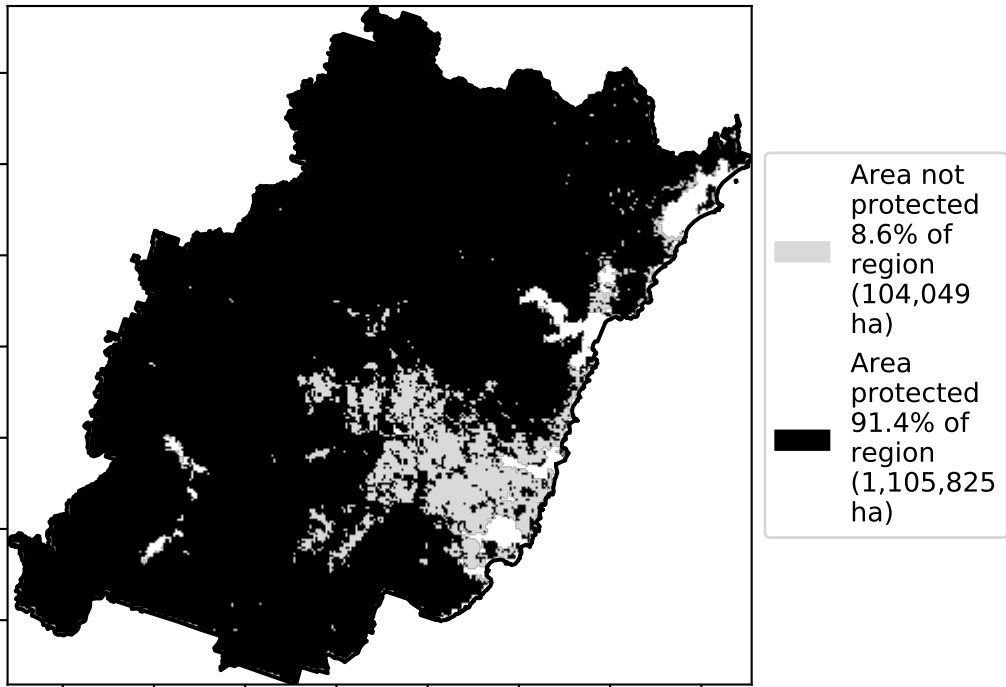 Area not
protected
8.6% of
region
(104,049
ha)
Area
protected
91.4% of
region
(1,105,825
ha)